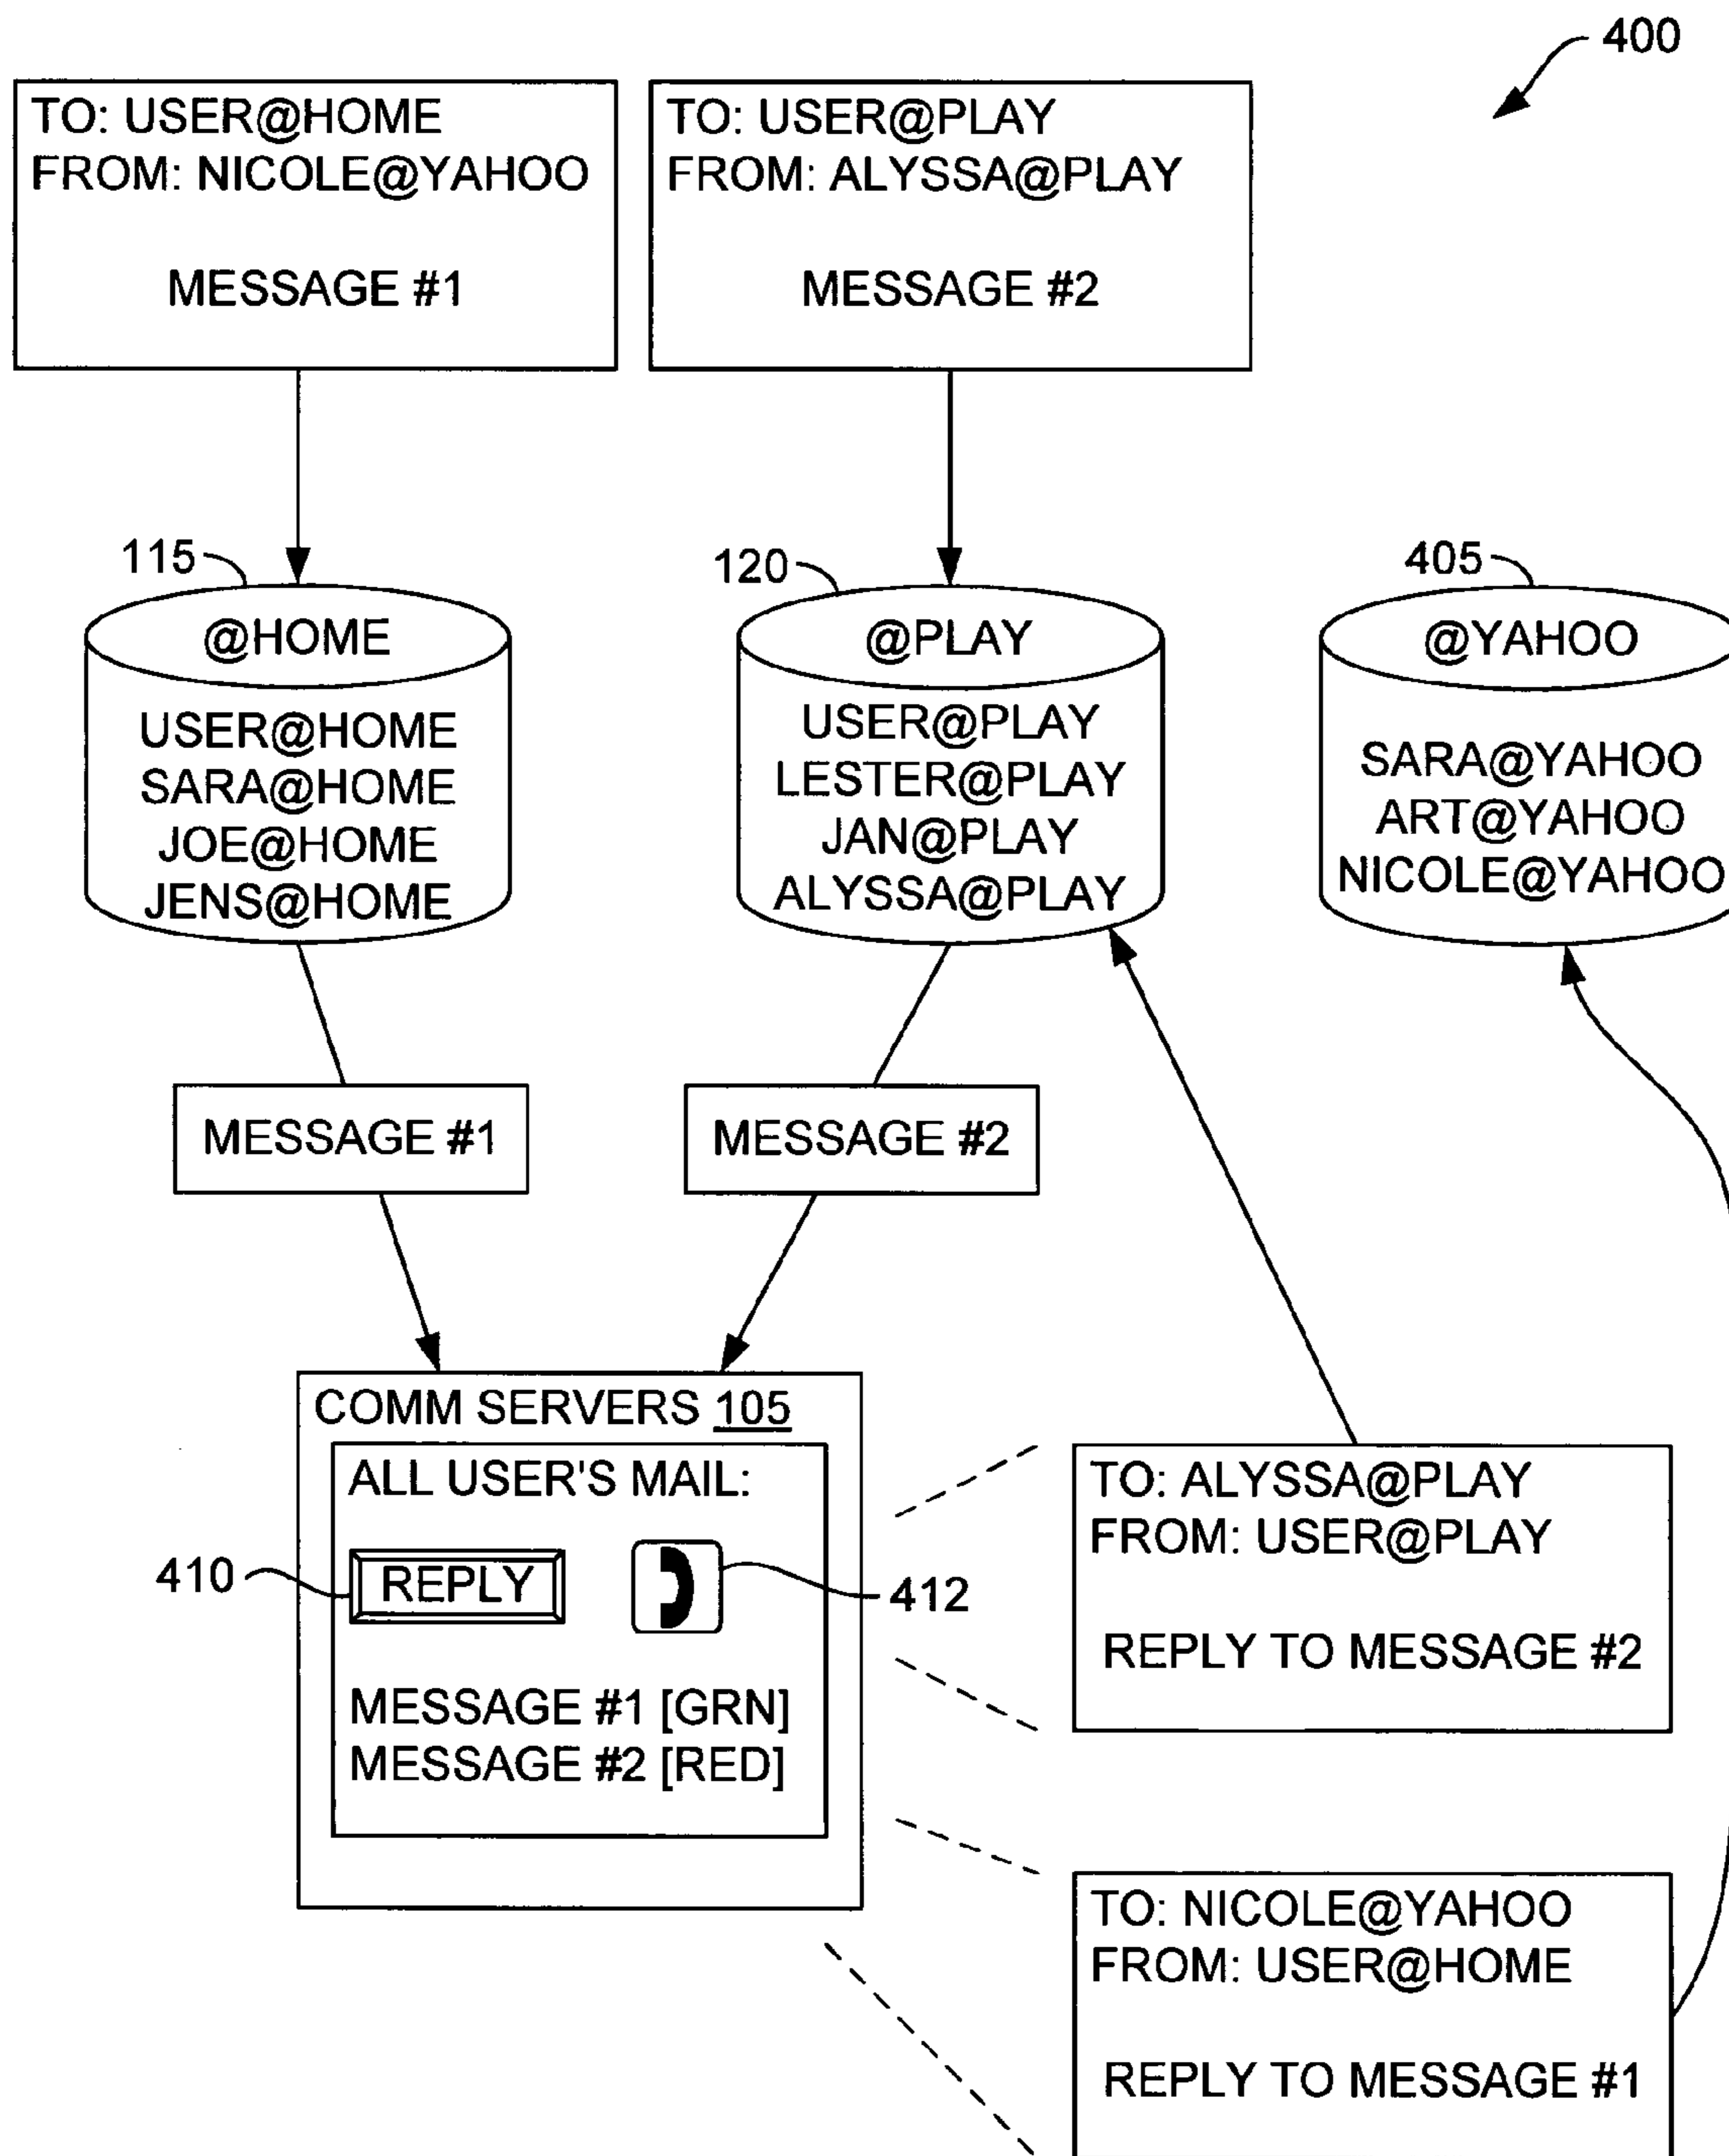 400
TO: USER@HOME
FROM: NICOLE@YAHOO
MESSAGE #1
TO: USER@PLAY
FROM: ALYSSA@PLAY
MESSAGE #2
115
@HOME
USER@HOME
SARA@HOME
JOE@HOME
JENS@HOME
120
@PLAY
USER@PLAY
LESTER@PLAY
JAN@PLAY
ALYSSA@PLAY
405
@YAHOO
SARA@YAHOO
ART@YAHOO
NICOLE@YAHOO
MESSAGE #1
MESSAGE #2
COMM SERVERS 105
ALL USER'S MAIL:
410
REPLY
412
MESSAGE #1 [GRN]
MESSAGE #2 [RED]
TO: ALYSSA@PLAY
FROM: USER@PLAY
REPLY TO MESSAGE #2
TO: NICOLE@YAHOO
FROM: USER@HOME
REPLY TO MESSAGE #1